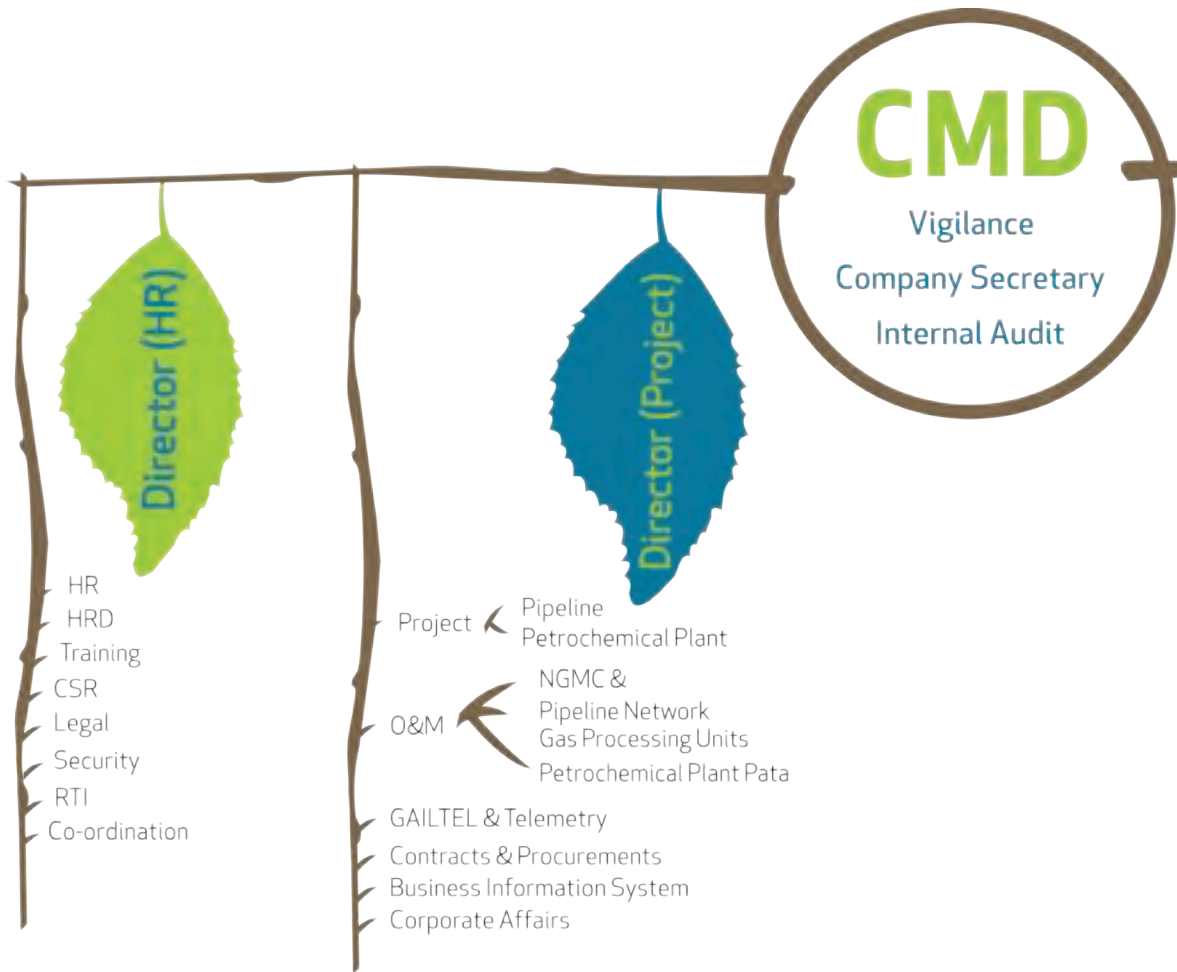 CMD
Vigilance
Company Secretary
Internal Audit
Director (HR)
HR
HRD
Training
CSR
Legal
Security
RTI
Co-ordination
Director (Project)
Project
Pipeline
Petrochemical Plant
O&M
NGMC &
Pipeline Network
Gas Processing Units
Petrochemical Plant Pata
GAILTEL & Telemetry
Contracts & Procurements
Business Information System
Corporate Affairs